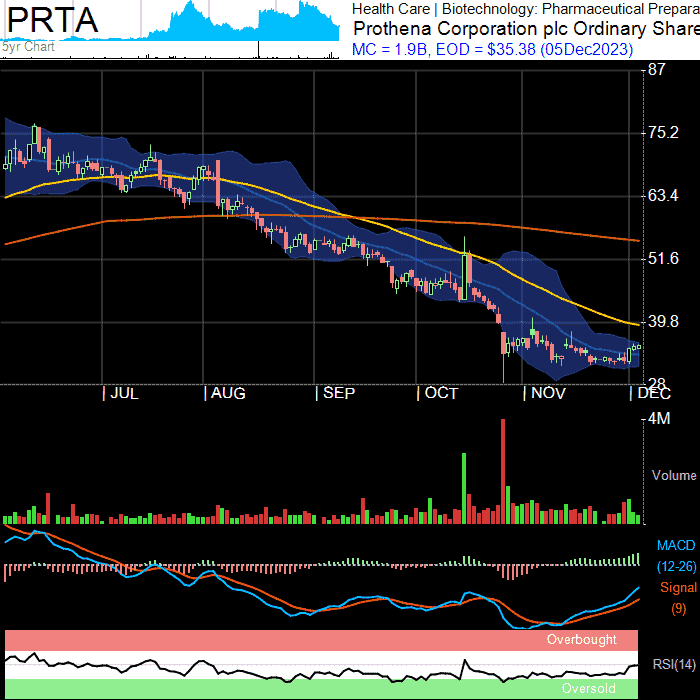 PRTA
5yr Chart
Health Care | Biotechnology: Pharmaceutical Prepara
Prothena Corporation plc Ordinary Share
MC = 1.9B, EOD = $35.38 (05Dec2023)
87
75.2
63.4
51.6
39.8
28
JUL AUG SEP OCT NOV DEC
4M
Volume
MACD
(12-26)
Signal
(9)
Overbought
RSI(14)
Oversold